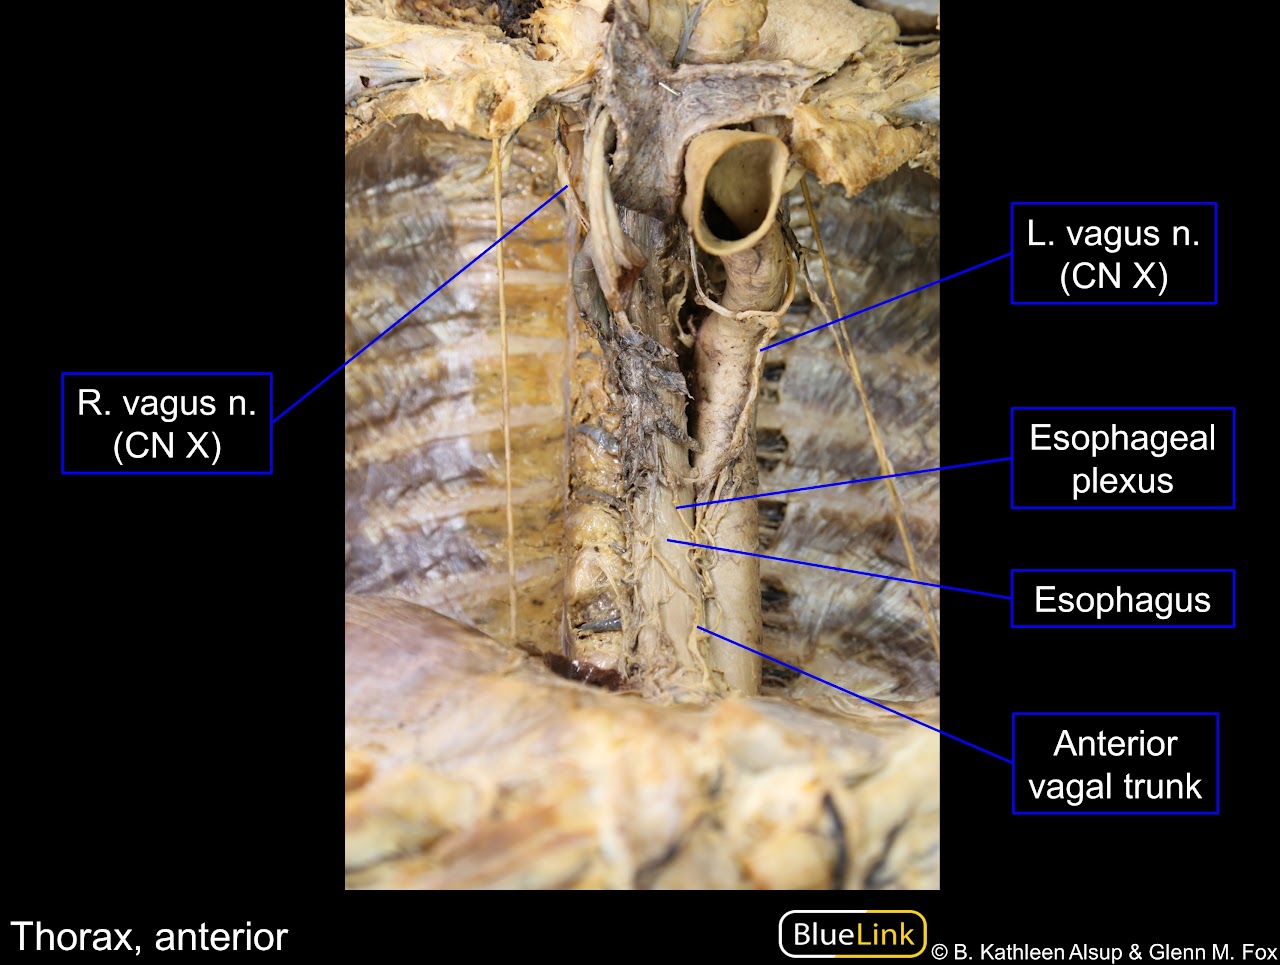 L. vagus n.
(CN X)
R. vagus n.
(CN X)
Esophageal
plexus
Esophagus
Anterior
vagal trunk
Thorax, anterior
BlueLink
© B. Kathleen Alsup & Glenn M. Fox